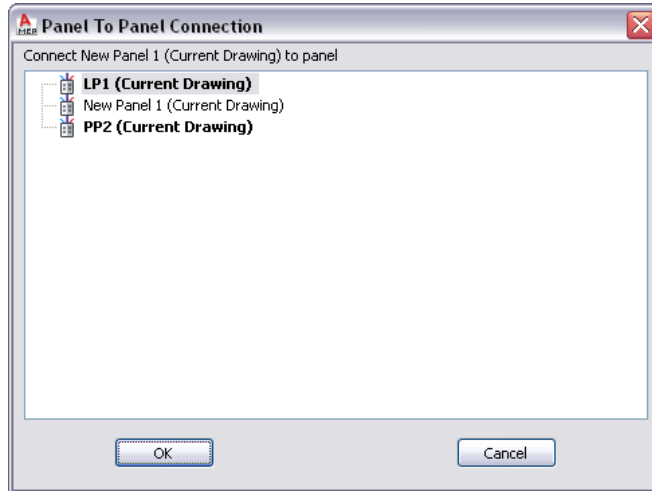 A
MEP
Panel To Panel Connection
Connect New Panel 1 (Current Drawing) to panel
LP1 (Current Drawing)
New Panel 1 (Current Drawing)
PP2 (Current Drawing)
OK
Cancel